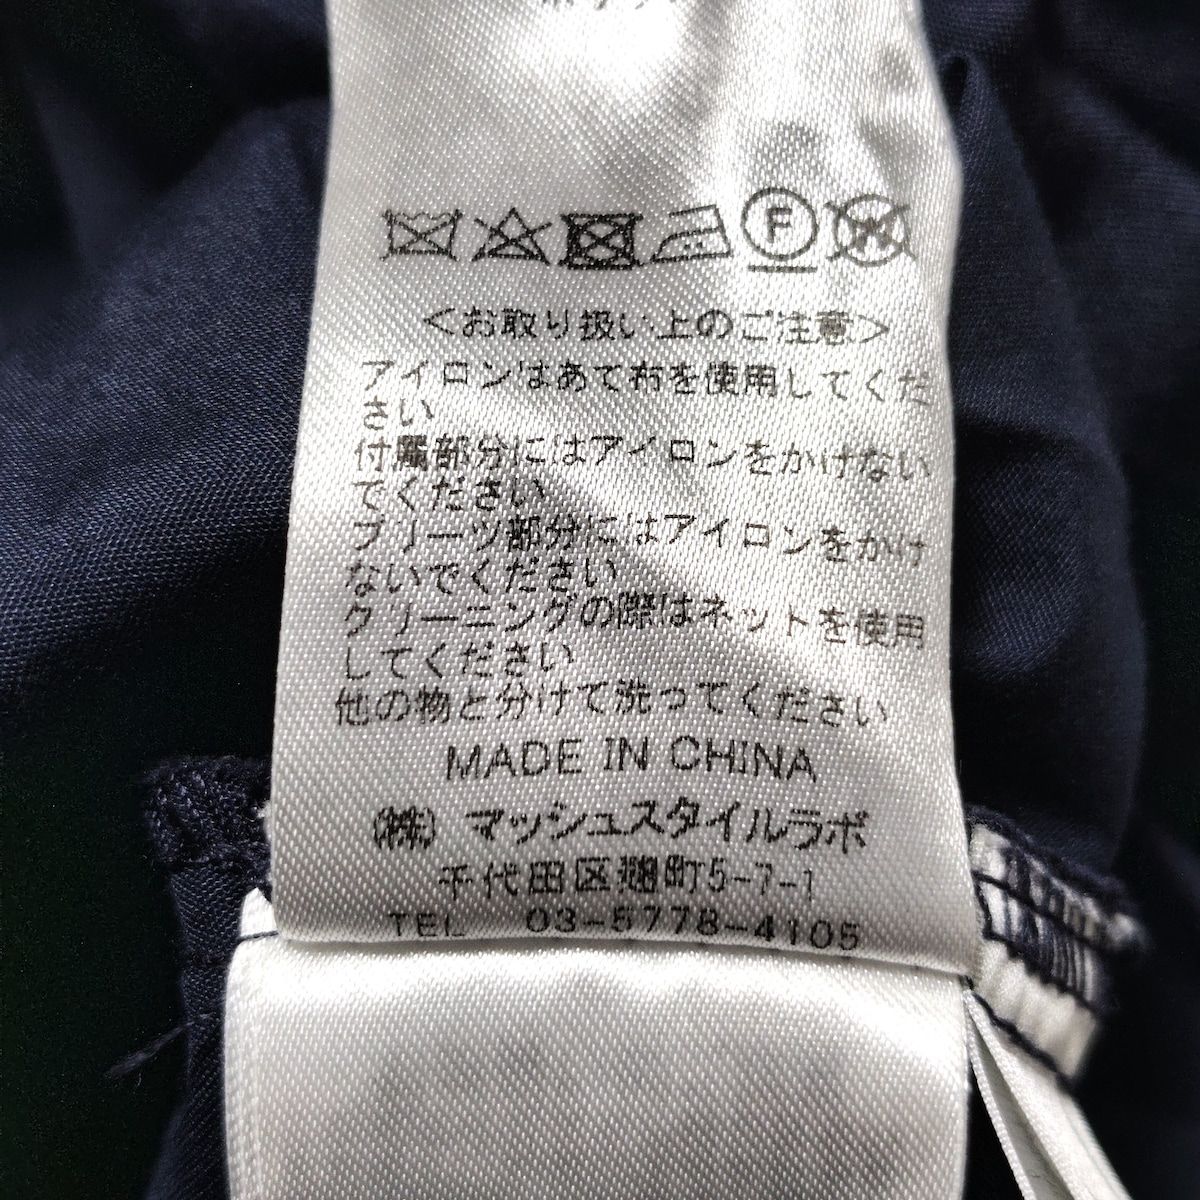 F
<お取り扱い上のご注意>
アイロンはあて布を使用してくだ
さい
付属部分にはアイロンをかけない
でください
プリーツ部分にはアイロンをかけ
ないでください
クリーニングの際はネットを使用
してください
他の物と分けて洗ってください
MADE IN CHINA
(株) マッシュスタイルラボ
千代田区麹町5-7-1
TEL 03-5778-4105